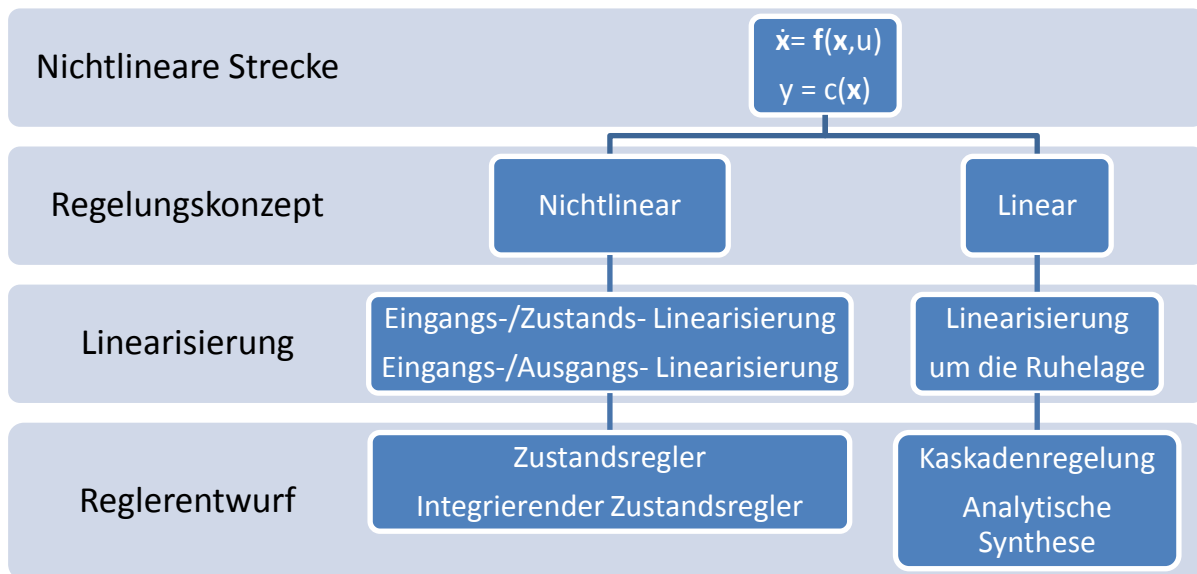 Nichtlineare Strecke
ẋ= f(x,u)
y = c(x)
Regelungskonzept
Nichtlinear
Linear
Linearisierung
Eingangs-/Zustands- Linearisierung
Eingangs-/Ausgangs- Linearisierung
Linearisierung
um die Ruhelage
Reglerentwurf
Zustandsregler
Integrierender Zustandsregler
Kaskadenregelung
Analytische
Synthese